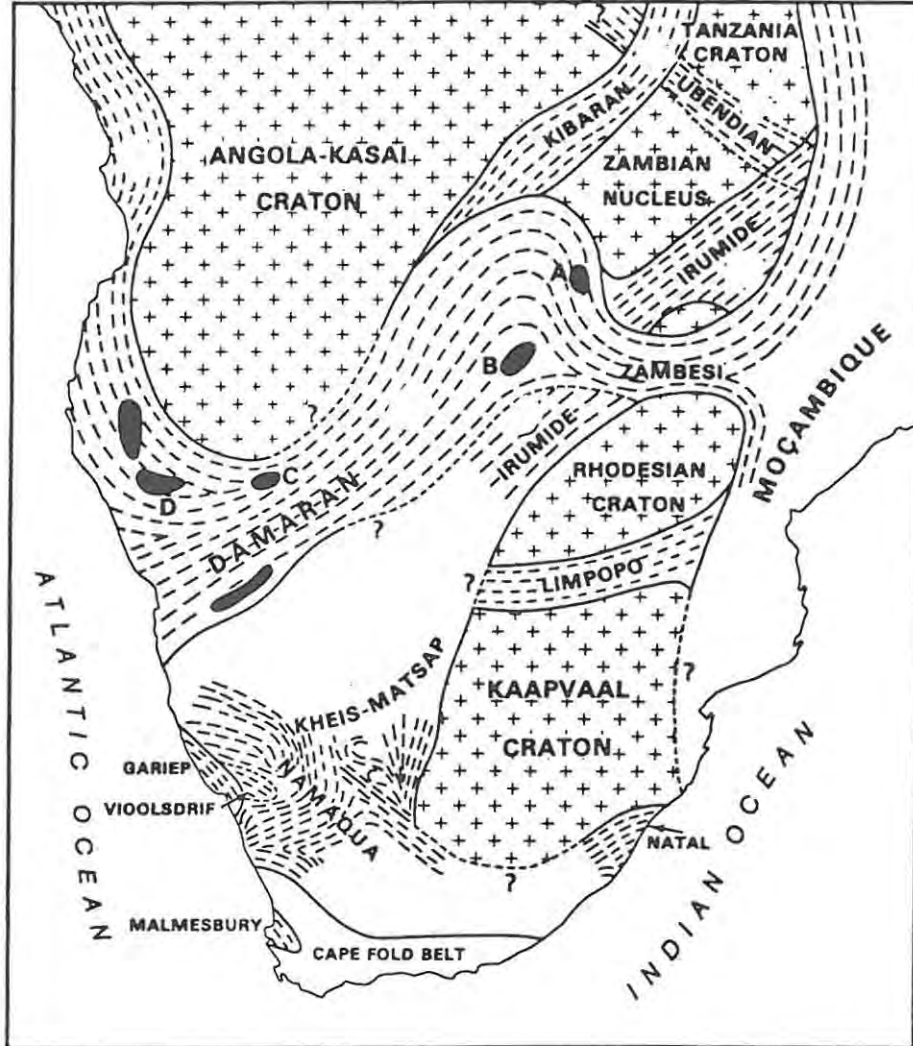 ?
TANZANIA
CRATON
UBENDIAN
KIBARAN
ANGOLA-KASAI
CRATON
ZAMBIAN
NUCLEUS
IRUMIDE
A
B
ZAMBESI
MOÇAMBIQUE
?
IRUMIDE
RHODESIAN
CRATON
C
D
DAMARAN
?
LIMPOPO
?
ATLANTIC OCEAN
KHEIS-MATSAP
KAAPVAAL
CRATON
?
GARIEP
VIOOLSDRIF
NAMAQUA
NATAL
?
INDIAN OCEAN
MALMESBURY
CAPE FOLD BELT